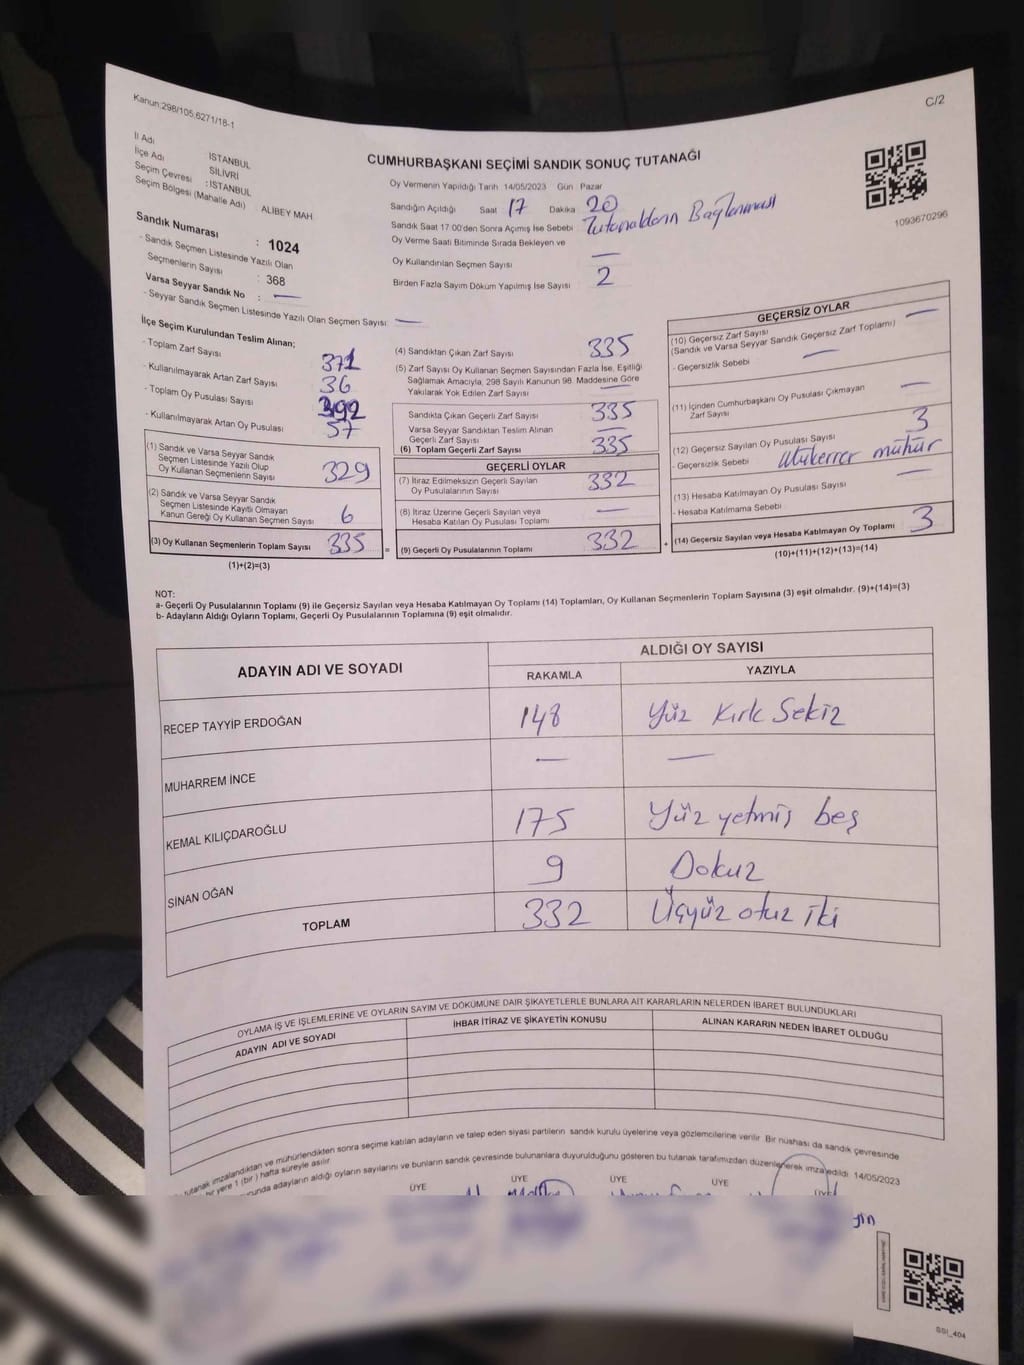 Kanun:298/105,6271/18-1
C/2
İl Adı İSTANBUL
İlçe Adı SİLİVRİ
Seçim Çevresi : İSTANBUL
Seçim Bölgesi (Mahalle Adı) ALİBEY MAH
Sandık Numarası : 1024
- Sandık Seçmen Listesinde Yazılı Olan
Seçmenlerin Sayısı : 368
Varsa Seyyar Sandık No : —
- Seyyar Sandık Seçmen Listesinde Yazılı Olan Seçmen Sayısı —
CUMHURBAŞKANI SEÇİMİ SANDIK SONUÇ TUTANAĞI
Oy Vermenin Yapıldığı Tarih 14/05/2023 Gün Pazar
Sandığın Açıldığı Saat 17 Dakika 20
Sandık Saat 17:00'den Sonra Açımış İse Sebebi Tutanakların Bağlanması
Oy Verme Saati Bitiminde Sırada Bekleyen ve
Oy Kullandırılan Seçmen Sayısı —
Birden Fazla Sayım Döküm Yapılmış İse Sayısı 2
1093670296
İlçe Seçim Kurulundan Teslim Alınan;
- Toplam Zarf Sayısı 371
- Kullanılmayarak Artan Zarf Sayısı 36
- Toplam Oy Pusulası Sayısı 392
- Kullanılmayarak Artan Oy Pusulası 57
(1) Sandık ve Varsa Seyyar Sandık
Seçmen Listesinde Yazılı Olup
Oy Kullanan Seçmenlerin Sayısı 329
(2) Sandık ve Varsa Seyyar Sandık
Seçmen Listesinde Kayıtlı Olmayan
Kanun Gereği Oy Kullanan Seçmen Sayısı 6
(3) Oy Kullanan Seçmenlerin Toplam Sayısı 335 =
(1)+(2)=(3)
(4) Sandıktan Çıkan Zarf Sayısı 335
(5) Zarf Sayısı Oy Kullanan Seçmen Sayısından Fazla İse, Eşitliği
Sağlamak Amacıyla, 298 Sayılı Kanunun 98. Maddesine Göre
Yakılarak Yok Edilen Zarf Sayısı —
Sandıkta Çıkan Geçerli Zarf Sayısı 335
Varsa Seyyar Sandıktan Teslim Alınan
Geçerli Zarf Sayısı —
(6) Toplam Geçerli Zarf Sayısı 335
GEÇERLİ OYLAR
(7) İtiraz Edilmeksizin Geçerli Sayılan
Oy Pusulalarının Sayısı 332
(8) İtiraz Üzerine Geçerli Sayılan veya
Hesaba Katılan Oy Pusulası Toplamı —
(9) Geçerli Oy Pusulalarının Toplamı 332 +
GEÇERSİZ OYLAR
(10) Geçersiz Zarf Sayısı —
(Sandık ve Varsa Seyyar Sandık Geçersiz Zarf Toplamı)
- Geçersizlik Sebebi —
(11) İçinden Cumhurbaşkanı Oy Pusulası Çıkmayan
Zarf Sayısı —
(12) Geçersiz Sayılan Oy Pusulası Sayısı 3
- Geçersizlik Sebebi Mükerrer mühür
(13) Hesaba Katılmayan Oy Pusulası Sayısı —
- Hesaba Katılmama Sebebi
(14) Geçersiz Sayılan veya Hesaba Katılmayan Oy Toplamı 3
(10)+(11)+(12)+(13)=(14)
NOT:
a- Geçerli Oy Pusulalarının Toplamı (9) ile Geçersiz Sayılan veya Hesaba Katılmayan Oy Toplamı (14) Toplamları, Oy Kullanan Seçmenlerin Toplam Sayısına (3) eşit olmalıdır. (9)+(14)=(3)
b- Adayların Aldığı Oyların Toplamı, Geçerli Oy Pusulalarının Toplamına (9) eşit olmalıdır.
ADAYIN ADI VE SOYADI ALDIĞI OY SAYISI
RAKAMLA YAZIYLA
RECEP TAYYİP ERDOĞAN 148 Yüz Kırk Sekiz
MUHARREM İNCE — —
KEMAL KILIÇDAROĞLU 175 Yüz yetmiş beş
SİNAN OĞAN 9 Dokuz
TOPLAM 332 Üçyüz otuz iki
OYLAMA İŞ VE İŞLEMLERİNE VE OYLARIN SAYIM VE DÖKÜMÜNE DAİR ŞİKAYETLERLE BUNLARA AİT KARARLARIN NELERDEN İBARET BULUNDUKLARI
ADAYIN ADI VE SOYADI İHBAR İTİRAZ VE ŞİKAYETİN KONUSU ALINAN KARARIN NEDEN İBARET OLDUĞU
tutanak imzalandıktan ve mühürlendikten sonra seçime katılan adayların ve talep eden siyasi partilerin sandık kurulu üyelerine veya gözlemcilerine verilir. Bir nüshası da sandık çevresinde
bir yere 1 (bir) hafta süreyle asılır.
adayların aldığı oyların sayılarını ve bunların sandık çevresinde bulunanlara duyurulduğunu gösteren bu tutanak tarafımızdan düzenlenerek imza edildi. 14/05/2023
ÜYE ÜYE ÜYE ÜYE
SSI_404